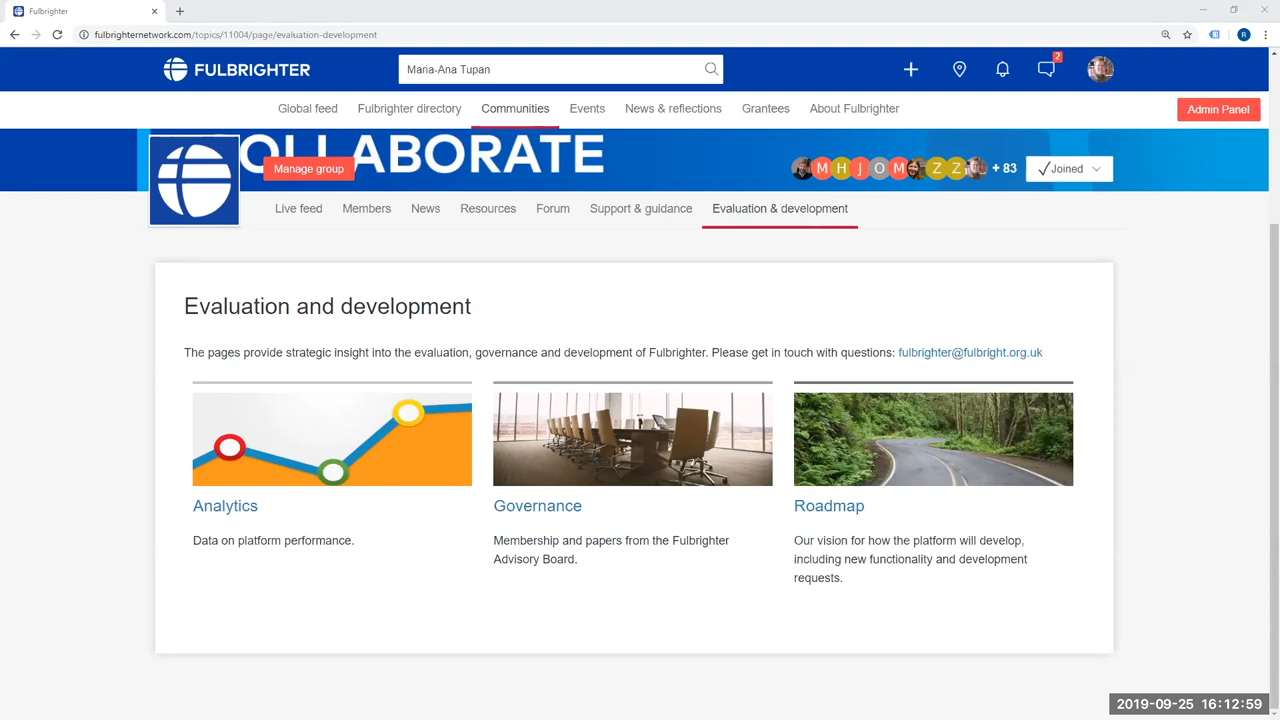 Fulbrighter
fulbrighternetwork.com/topics/11004/page/evaluation-development
R
FULBRIGHTER
Maria-Ana Tupan
2
Global feed
Fulbrighter directory
Communities
Events
News & reflections
Grantees
About Fulbrighter
Admin Panel
OLLABORATE
Manage group
M H J O M Z Z + 83
Joined
Live feed
Members
News
Resources
Forum
Support & guidance
Evaluation & development
Evaluation and development
The pages provide strategic insight into the evaluation, governance and development of Fulbrighter. Please get in touch with questions: fulbrighter@fulbright.org.uk
Analytics
Data on platform performance.
Governance
Membership and papers from the Fulbrighter
Advisory Board.
Roadmap
Our vision for how the platform will develop,
including new functionality and development
requests.
2019-09-25 16:12:59